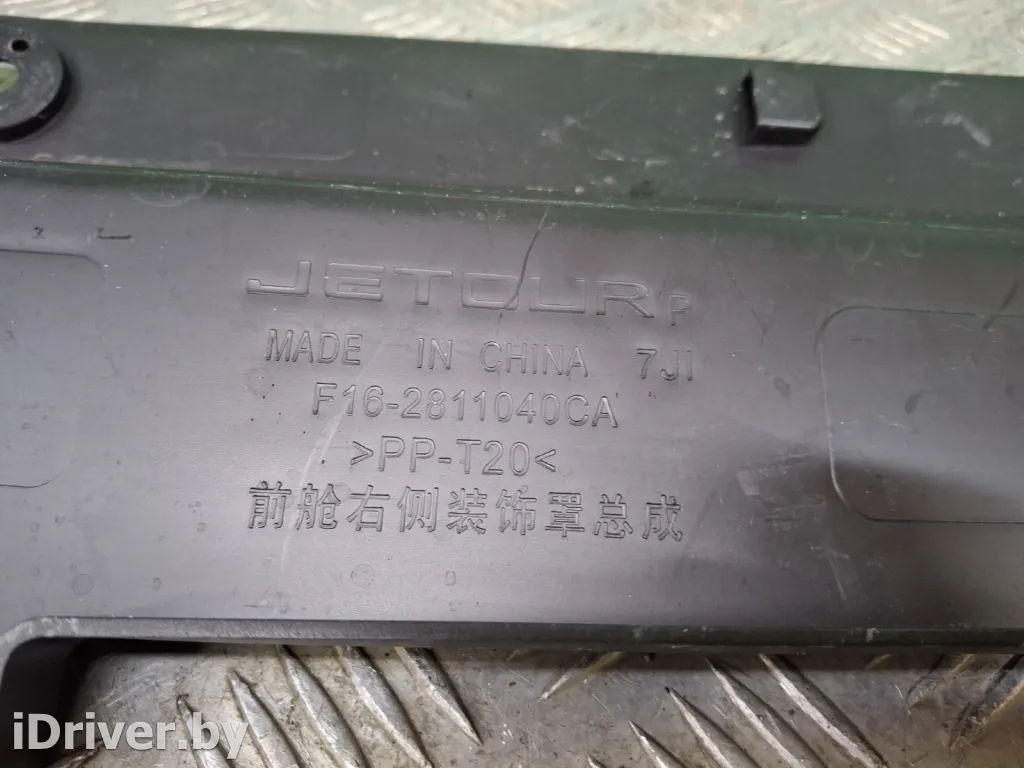 JETOUR P
MADE IN CHINA 7JI
F16-2811040CA
>PP-T20<
前舱右侧装饰罩总成
iDriver.by